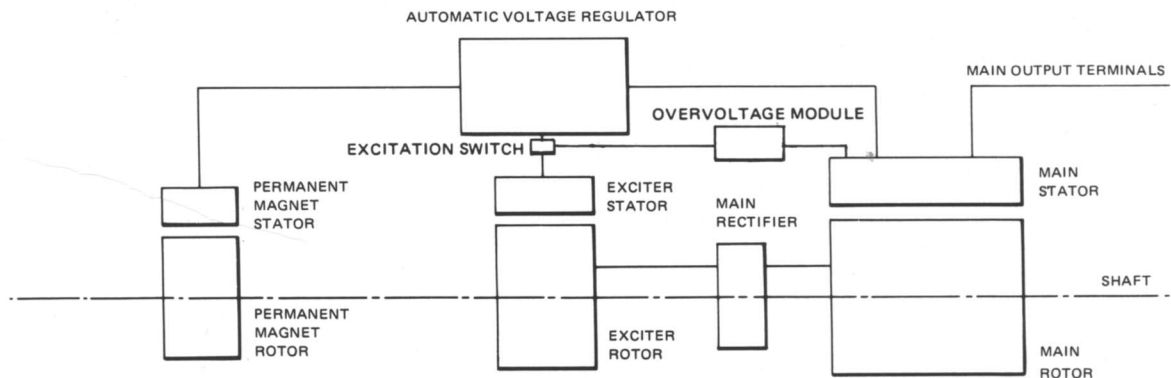 AUTOMATIC VOLTAGE REGULATOR
MAIN OUTPUT TERMINALS
OVERVOLTAGE MODULE
EXCITATION SWITCH
PERMANENT
MAGNET
STATOR
EXCITER
STATOR
MAIN
RECTIFIER
MAIN
STATOR
SHAFT
PERMANENT
MAGNET
ROTOR
EXCITER
ROTOR
MAIN
ROTOR